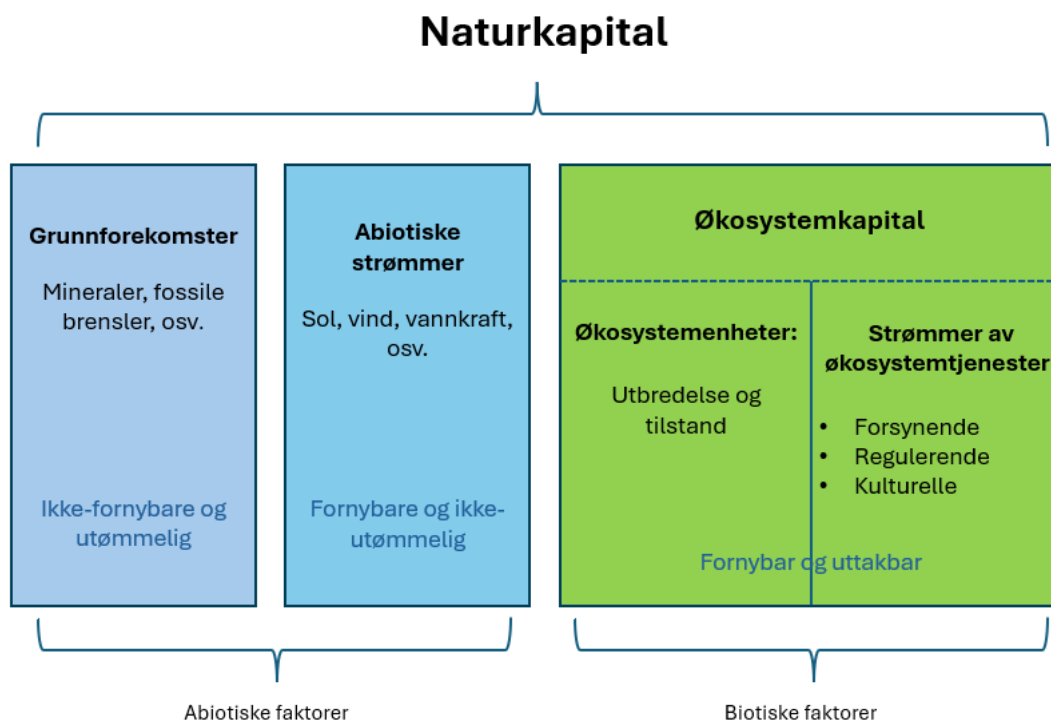 Naturkapital
Grunnforekomster
Mineraler, fossile
brensler, osv.
Ikke-fornybare og
utømmelig
Abiotiske
strømmer
Sol, vind, vannkraft,
osv.
Fornybare og ikke-
utømmelig
Økosystemkapital
Økosystemenheter:
Utbredelse og
tilstand
Strømmer av
økosystemtjenester
• Forsynende
• Regulerende
• Kulturelle
Fornybar og uttakbar
Abiotiske faktorer
Biotiske faktorer